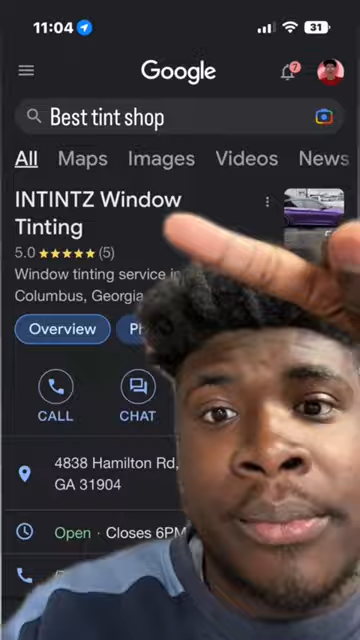 11:04
31
Google
7
Best tint shop
All Maps Images Videos News
INTINTZ Window
Tinting
5.0 (5)
Window tinting service in
Columbus, Georgia
Overview
CALL CHAT
4838 Hamilton Rd,
GA 31904
Open · Closes 6PM